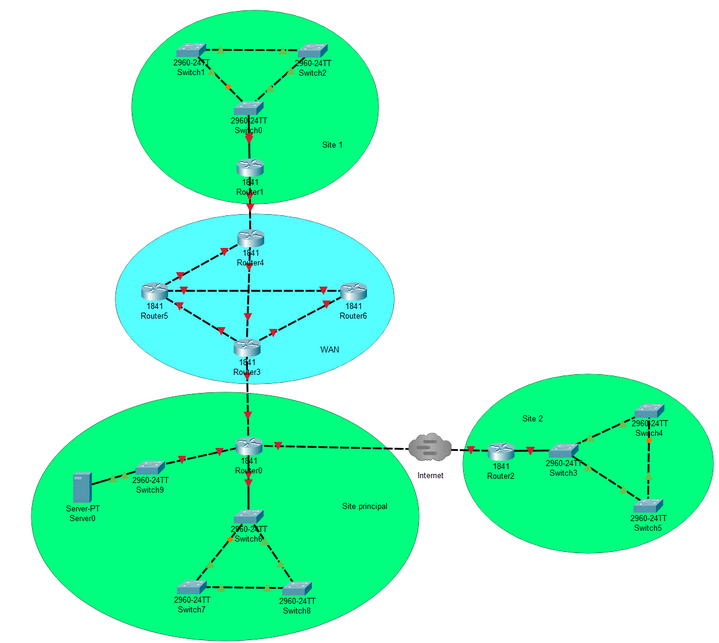 2960-24TT
Switch1
2960-24TT
Switch2
2960-24TT
Switch0
Site 1
1841
Router1
1841
Router4
1841
Router5
1841
Router6
1841
Router3
WAN
Site 2
2960-24TT
Switch4
1841
Router0
Internet
1841
Router2
2960-24TT
Switch3
2960-24TT
Switch9
Server-PT
Server0
Site principal
2960-24TT
Switch6
2960-24TT
Switch5
2960-24TT
Switch7
2960-24TT
Switch8